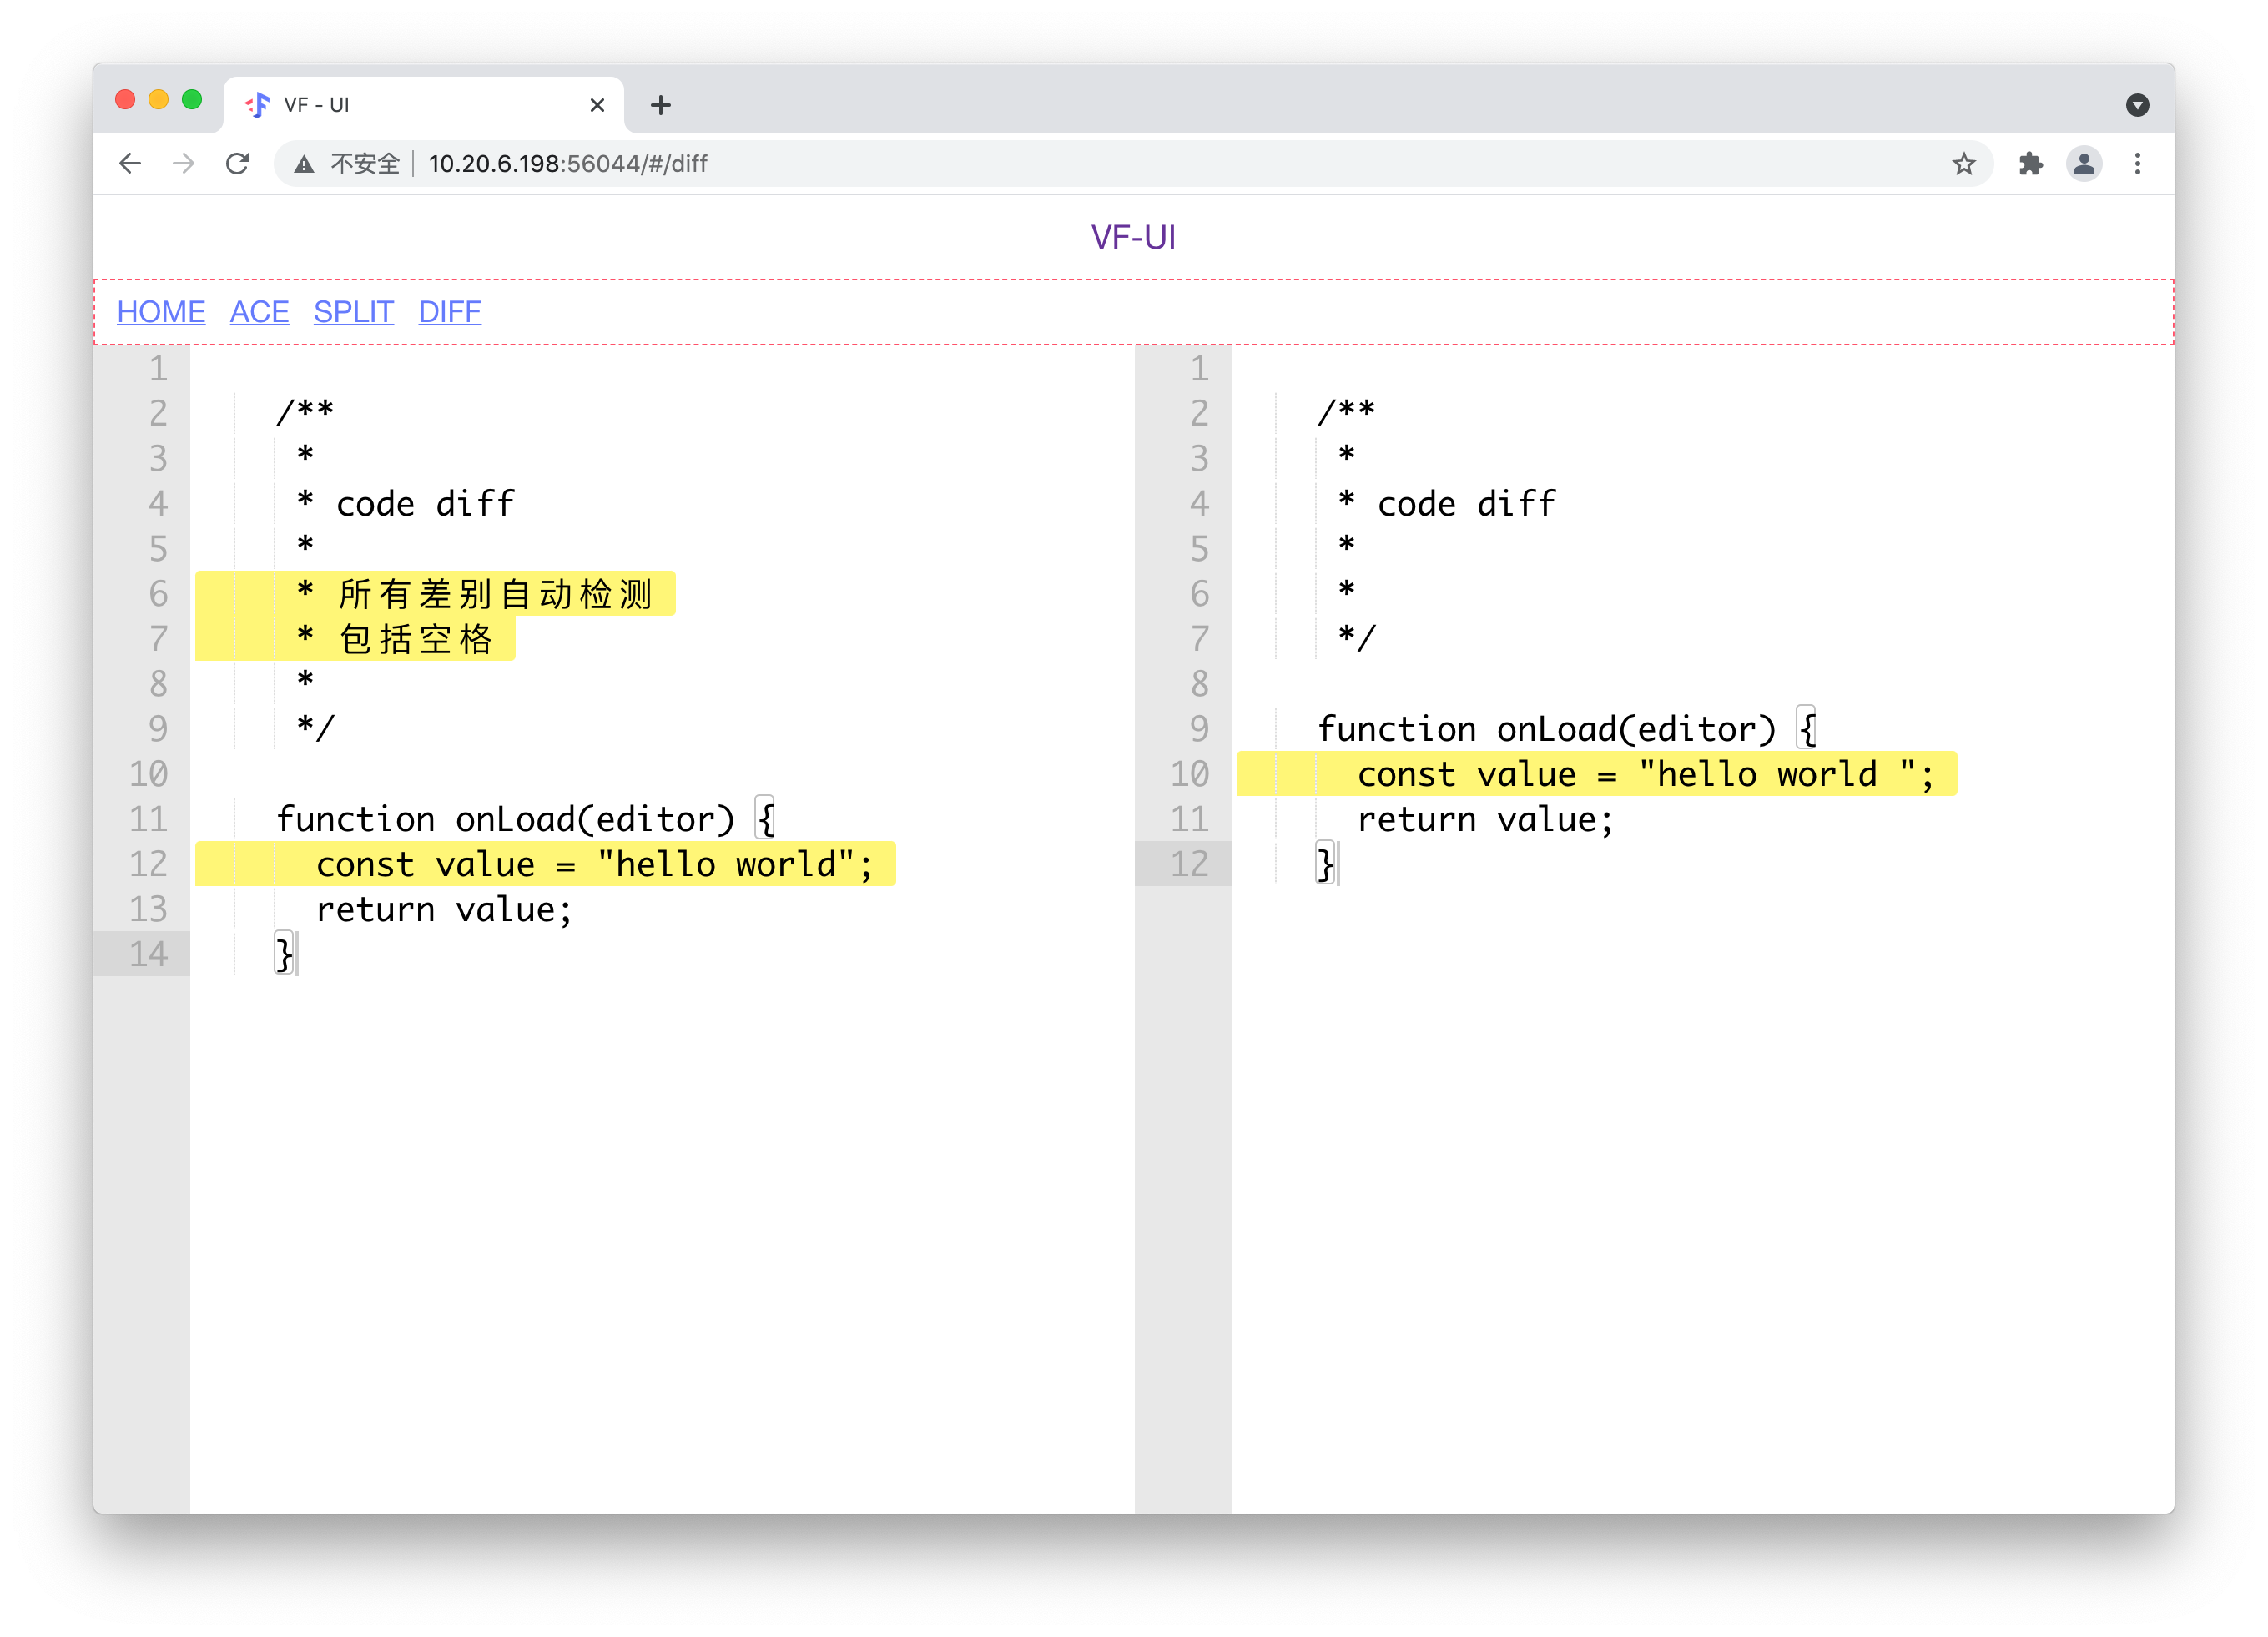 VF - UI
不安全 10.20.6.198:56044/#/diff
VF-UI
HOME ACE SPLIT DIFF
1
2 /**
3 *
4 * code diff
5 *
6 * 所有差别自动检测
7 * 包括空格
8 *
9 */
10
11 function onLoad(editor) {
12 const value = "hello world";
13 return value;
14 }
1
2 /**
3 *
4 * code diff
5 *
6 *
7 */
8
9 function onLoad(editor) {
10 const value = "hello world ";
11 return value;
12 }